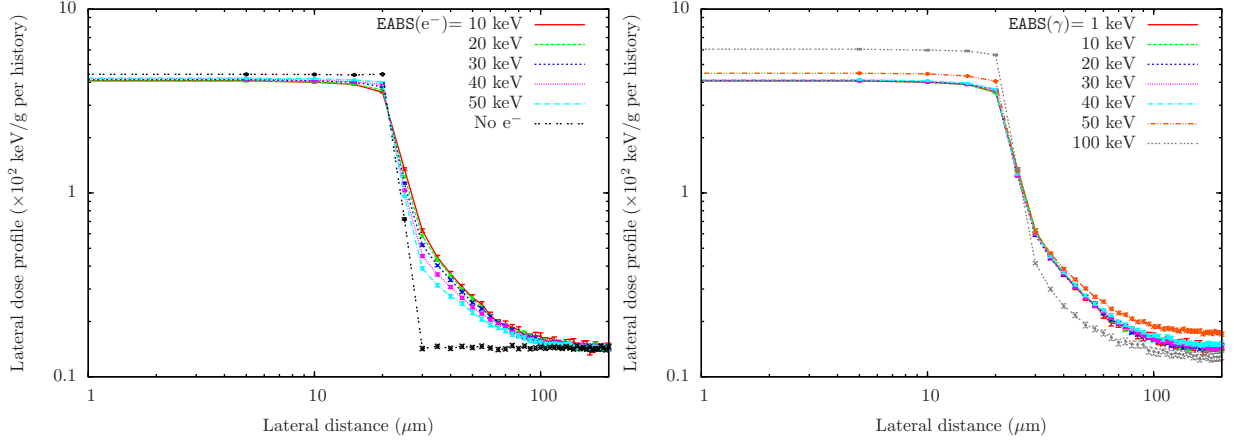 Lateral dose profile (×10² keV/g per history)
10
1
0.1
EABS(e⁻)= 10 keV
20 keV
30 keV
40 keV
50 keV
No e⁻
1
10
100
Lateral distance (μm)
Lateral dose profile (×10² keV/g per history)
10
1
0.1
EABS(γ)= 1 keV
10 keV
20 keV
30 keV
40 keV
50 keV
100 keV
1
10
100
Lateral distance (μm)